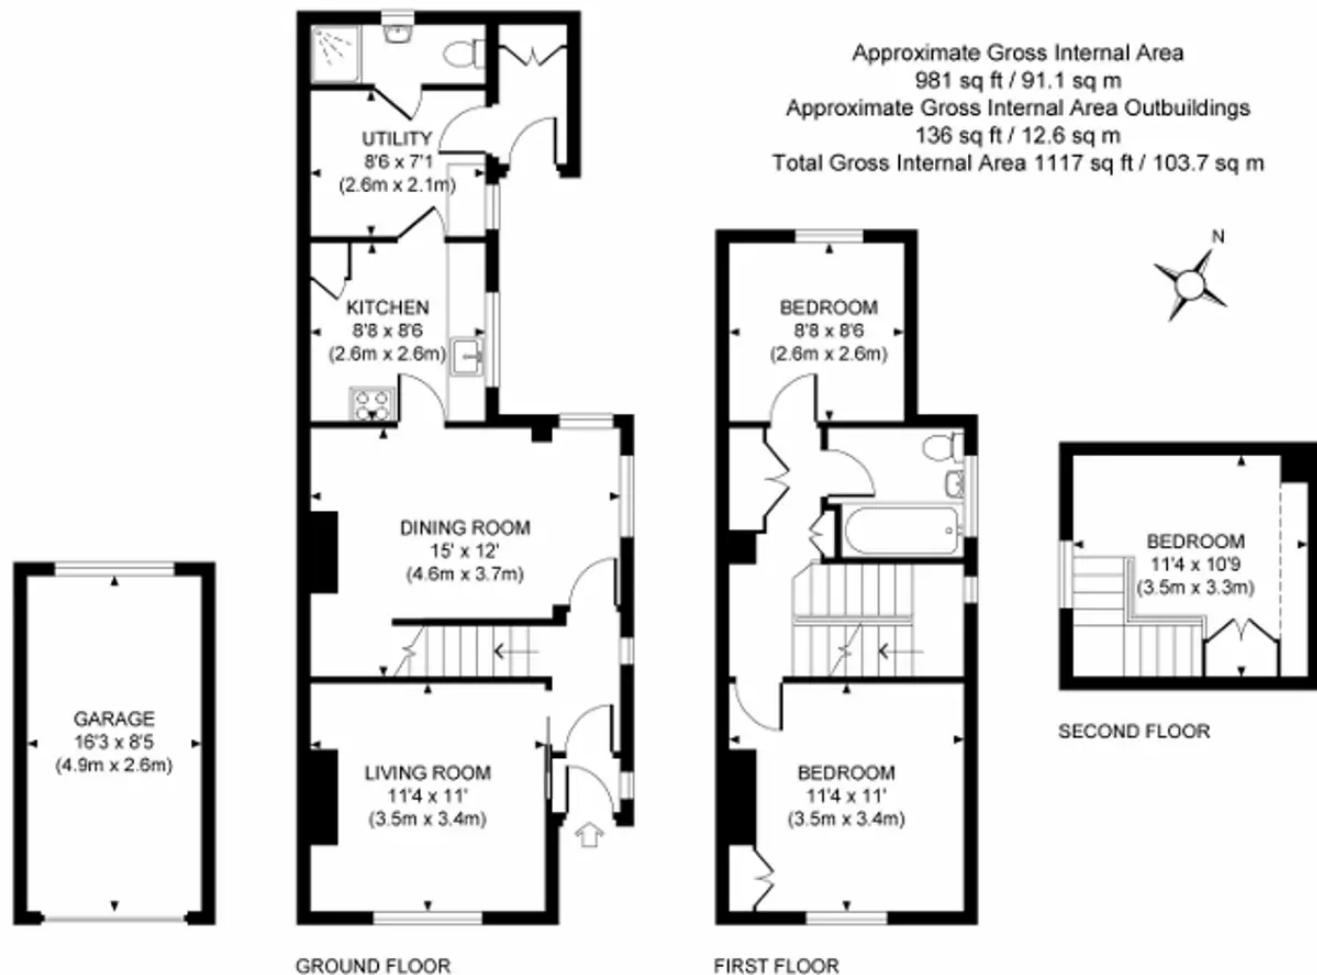 Approximate Gross Internal Area
981 sq ft / 91.1 sq m
Approximate Gross Internal Area Outbuildings
136 sq ft / 12.6 sq m
Total Gross Internal Area 1117 sq ft / 103.7 sq m
N
UTILITY
8'6 x 7'1
(2.6m x 2.1m)
KITCHEN
8'8 x 8'6
(2.6m x 2.6m)
DINING ROOM
15' x 12'
(4.6m x 3.7m)
LIVING ROOM
11'4 x 11'
(3.5m x 3.4m)
GROUND FLOOR
GARAGE
16'3 x 8'5
(4.9m x 2.6m)
BEDROOM
8'8 x 8'6
(2.6m x 2.6m)
BEDROOM
11'4 x 11'
(3.5m x 3.4m)
FIRST FLOOR
BEDROOM
11'4 x 10'9
(3.5m x 3.3m)
SECOND FLOOR